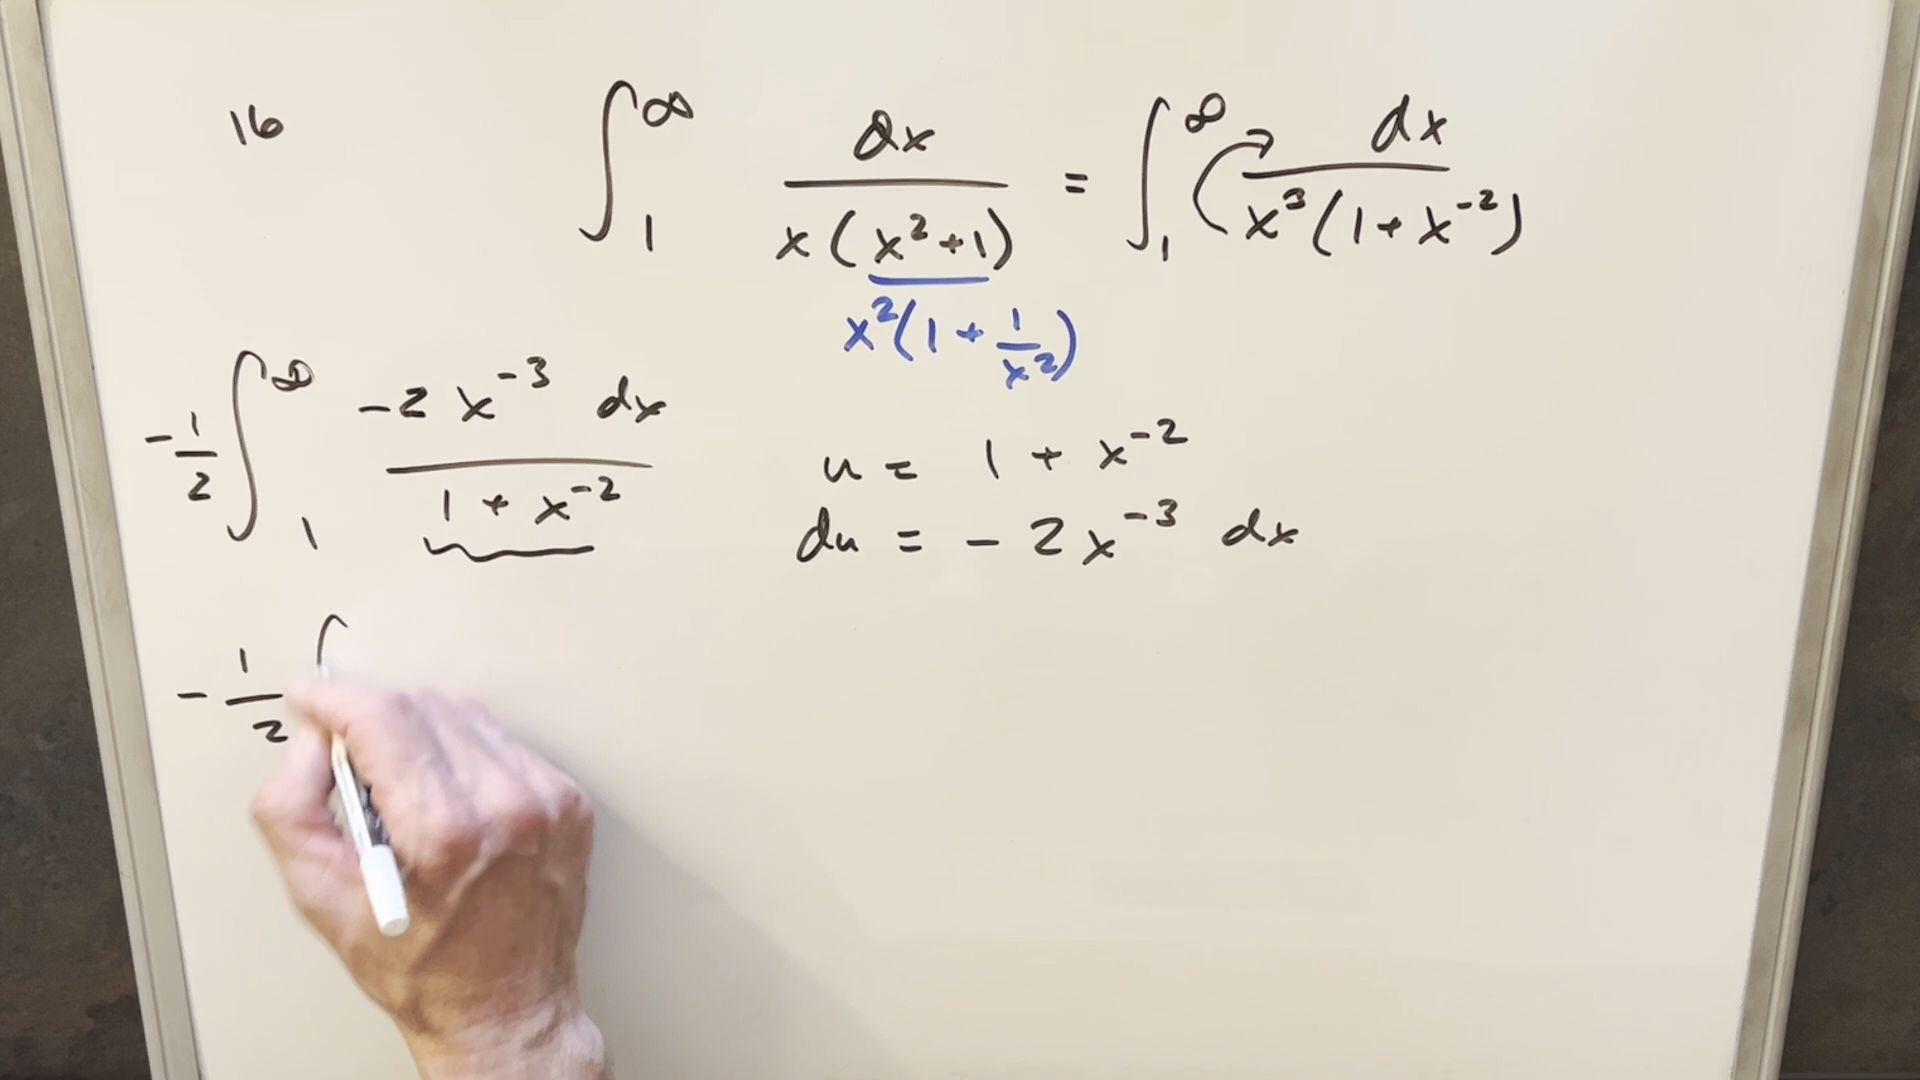 16 ∫₁^∞ dx / x(x²+1) = ∫₁^∞ dx / x³(1+x⁻²)
x²(1+1/x²)
-1/2 ∫₁^∞ -2x⁻³ dx / 1+x⁻²
u = 1 + x⁻²
du = -2x⁻³ dx
-1/2 ∫